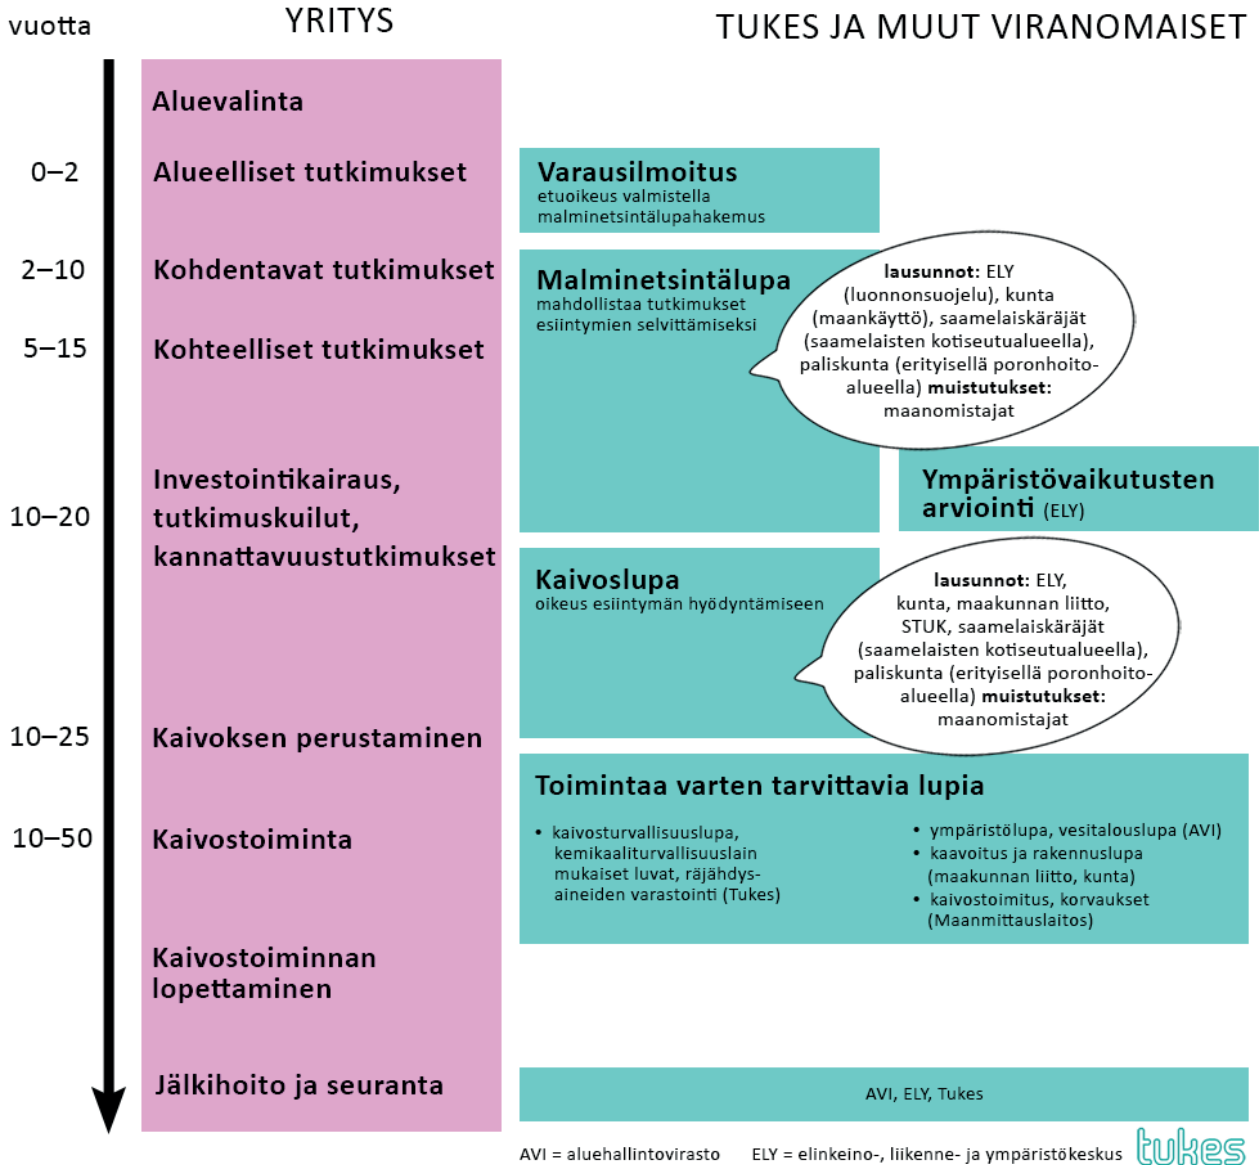 vuotta
YRITYS
TUKES JA MUUT VIRANOMAISET
Aluevalinta
0–2
Alueelliset tutkimukset
Varausilmoitus
etuoikeus valmistella
malminetsintälupahakemus
2–10
Kohdentavat tutkimukset
Malminetsintälupa
mahdollistaa tutkimukset
esiintymien selvittämiseksi
lausunnot: ELY
(luonnonsuojelu), kunta
(maankäyttö), saamelaiskäräjät
(saamelaisten kotiseutualueella),
paliskunta (erityisellä poronhoito-
alueella) muistutukset:
maanomistajat
5–15
Kohteelliset tutkimukset
10–20
Investointikairaus,
tutkimuskuilut,
kannattavuustutkimukset
Ympäristövaikutusten
arviointi (ELY)
Kaivoslupa
oikeus esiintymän hyödyntämiseen
lausunnot: ELY,
kunta, maakunnan liitto,
STUK, saamelaiskäräjät
(saamelaisten kotiseutualueella),
paliskunta (erityisellä poronhoito-
alueella) muistutukset:
maanomistajat
10–25
Kaivoksen perustaminen
Toimintaa varten tarvittavia lupia
10–50
Kaivostoiminta
• kaivosturvallisuuslupa,
kemikaaliturvallisuuslain
mukaiset luvat, räjähdys-
aineiden varastointi (Tukes)
• ympäristölupa, vesitalouslupa (AVI)
• kaavoitus ja rakennuslupa
(maakunnan liitto, kunta)
• kaivostoimitus, korvaukset
(Maanmittauslaitos)
Kaivostoiminnan
lopettaminen
Jälkihoito ja seuranta
AVI, ELY, Tukes
AVI = aluehallintovirasto
ELY = elinkeino-, liikenne- ja ympäristökeskus
tukes